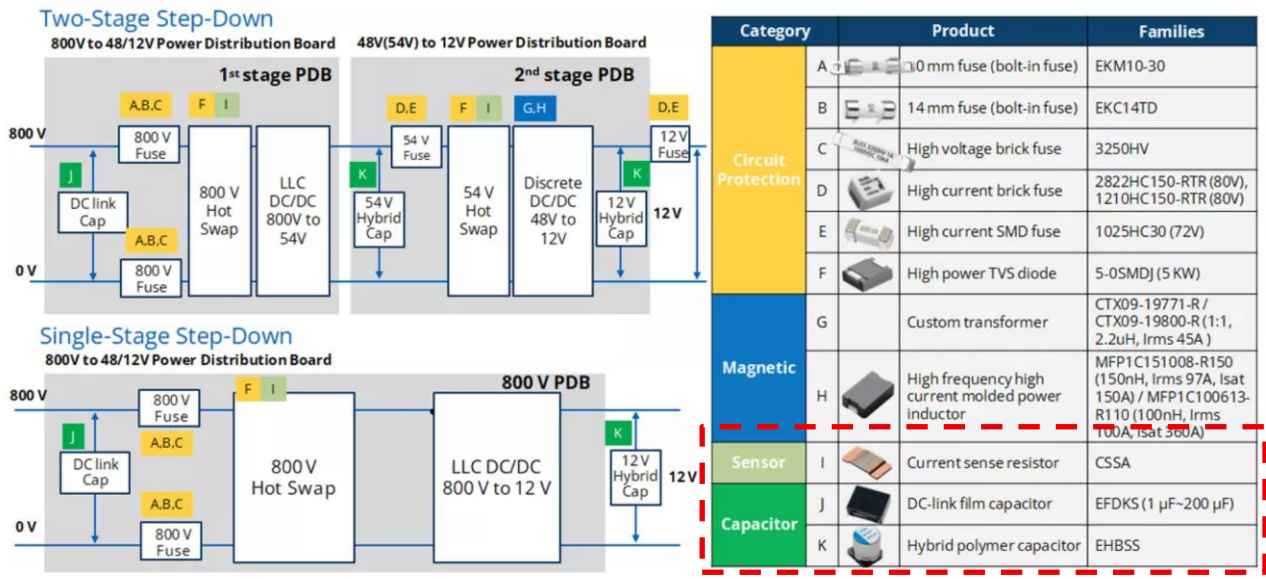 Two-Stage Step-Down
800V to 48/12V Power Distribution Board
48V(54V) to 12V Power Distribution Board
1st stage PDB
2nd stage PDB
A,B,C
F
I
D,E
F
I
G,H
D,E
800 V
800 V
Fuse
54 V
Fuse
12 V
Fuse
J
DC link
Cap
800 V
Hot
Swap
LLC
DC/DC
800V to
54V
K
54 V
Hybrid
Cap
54 V
Hot
Swap
Discrete
DC/DC
48V to
12V
K
12 V
Hybrid
Cap
12 V
A,B,C
800 V
Fuse
0 V
Single-Stage Step-Down
800V to 48/12V Power Distribution Board
800 V PDB
F
I
800 V
800 V
Fuse
A,B,C
J
DC link
Cap
800 V
Hot Swap
LLC DC/DC
800 V to 12 V
K
12 V
Hybrid
Cap
12 V
A,B,C
800 V
Fuse
0 V
Category
Product
Families
Circuit
Protection
A
0 mm fuse (bolt-in fuse)
EKM10-30
B
14 mm fuse (bolt-in fuse)
EKC14TD
C
High voltage brick fuse
3250HV
D
High current brick fuse
2822HC150-RTR (80V),
1210HC150-RTR (80V)
E
High current SMD fuse
1025HC30 (72V)
F
High power TVS diode
5-0SMDJ (5 KW)
Magnetic
G
Custom transformer
CTX09-19771-R /
CTX09-19800-R (1:1,
2.2uH, Irms 45A )
H
High frequency high
current molded power
inductor
MFP1C151008-R150
(150nH, Irms 97A, Isat
150A) / MFP1C100613-
R110 (100nH, Irms
100A, Isat 360A)
Sensor
I
Current sense resistor
CSSA
Capacitor
J
DC-link film capacitor
EFDKS (1 µF~200 µF)
K
Hybrid polymer capacitor
EHBSS